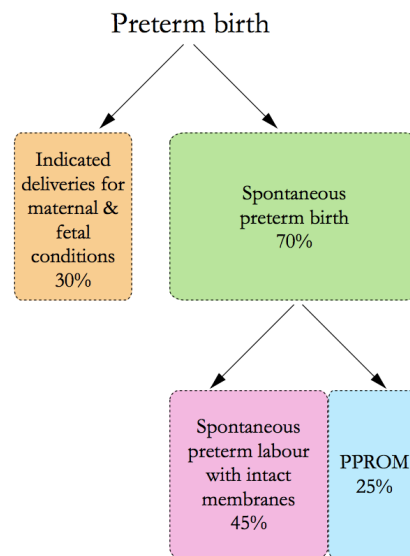 Preterm birth
Indicated
deliveries for
maternal &
fetal
conditions
30%
Spontaneous
preterm birth
70%
Spontaneous
preterm labour
with intact
membranes
45%
PPROM
25%